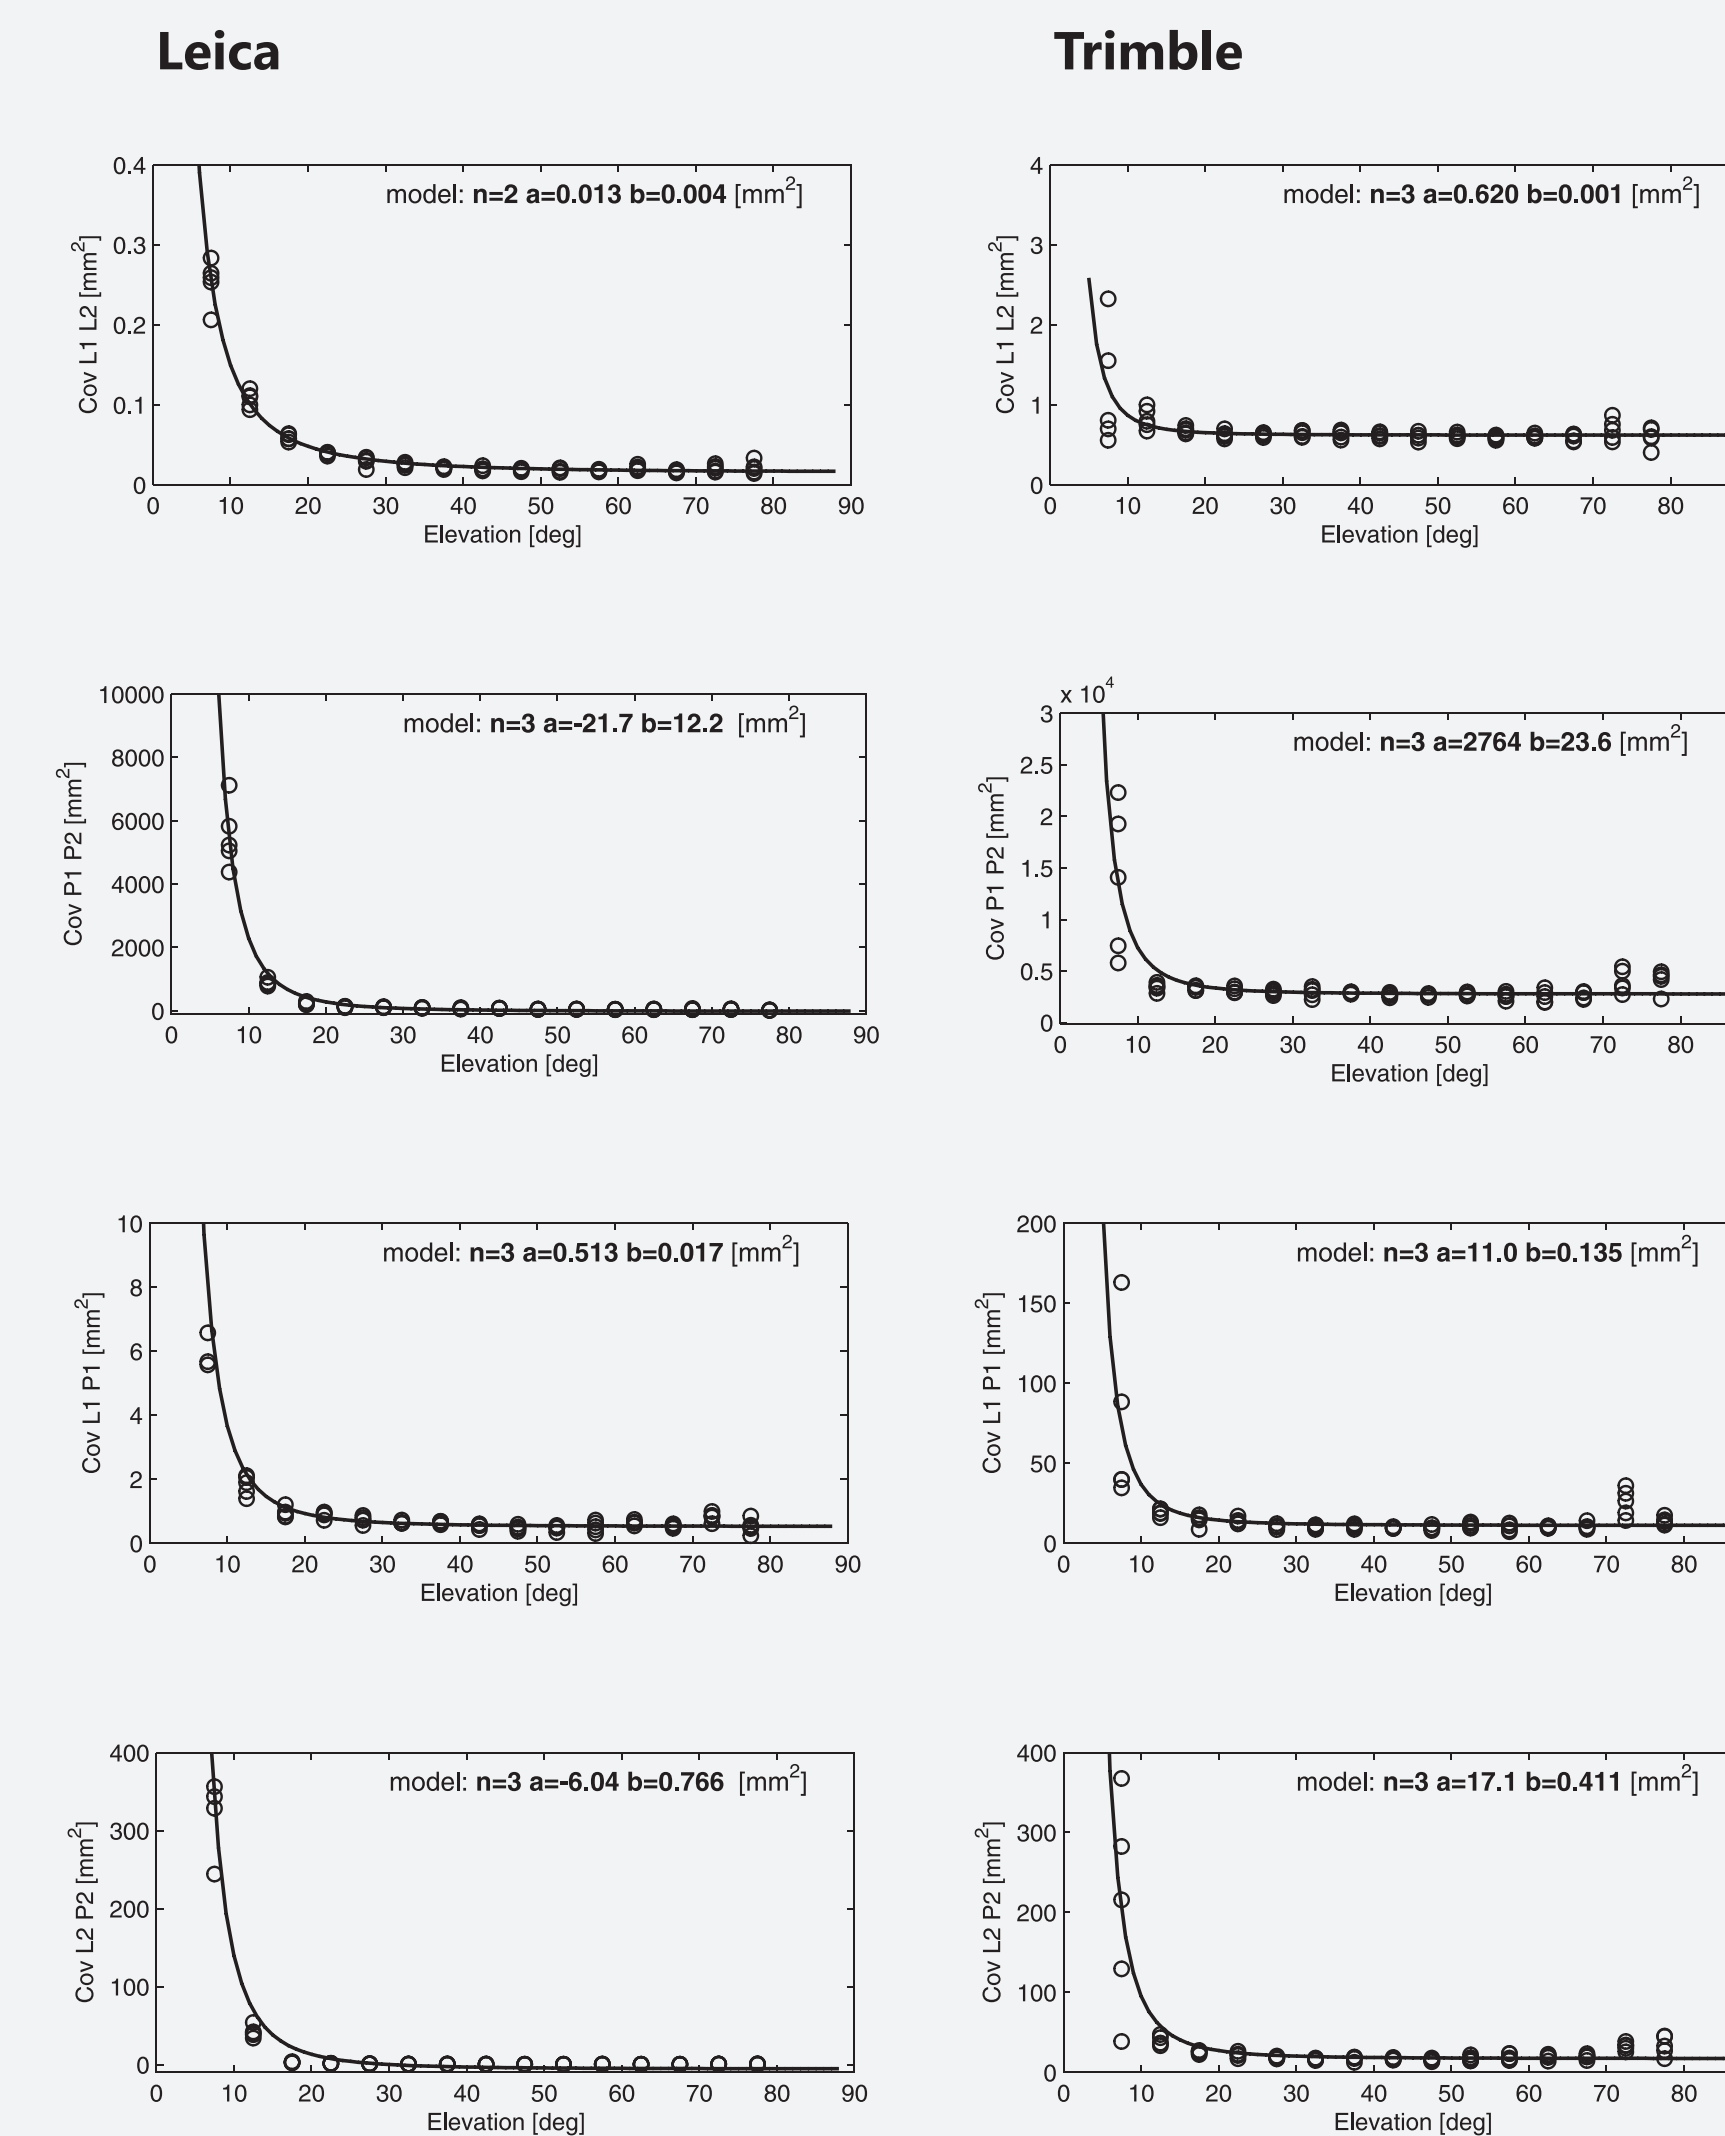 Leica
Trimble
model: n=2 a=0.013 b=0.004 [mm²]
Cov L1 L2 [mm²]
0.4
0.3
0.2
0.1
0
0 10 20 30 40 50 60 70 80 90
Elevation [deg]
model: n=3 a=0.620 b=0.001 [mm²]
Cov L1 L2 [mm²]
4
3
2
1
0
0 10 20 30 40 50 60 70 80
Elevation [deg]
model: n=3 a=-21.7 b=12.2 [mm²]
Cov P1 P2 [mm²]
10000
8000
6000
4000
2000
0
0 10 20 30 40 50 60 70 80 90
Elevation [deg]
x 10⁴
model: n=3 a=2764 b=23.6 [mm²]
Cov P1 P2 [mm²]
3
2.5
2
1.5
1
0.5
0
0 10 20 30 40 50 60 70 80
Elevation [deg]
model: n=3 a=0.513 b=0.017 [mm²]
Cov L1 P1 [mm²]
10
8
6
4
2
0
0 10 20 30 40 50 60 70 80 90
Elevation [deg]
model: n=3 a=11.0 b=0.135 [mm²]
Cov L1 P1 [mm²]
200
150
100
50
0
0 10 20 30 40 50 60 70 80
Elevation [deg]
model: n=3 a=-6.04 b=0.766 [mm²]
Cov L2 P2 [mm²]
400
300
200
100
0
0 10 20 30 40 50 60 70 80 90
Elevation [deg]
model: n=3 a=17.1 b=0.411 [mm²]
Cov L2 P2 [mm²]
400
300
200
100
0
0 10 20 30 40 50 60 70 80
Elevation [deg]